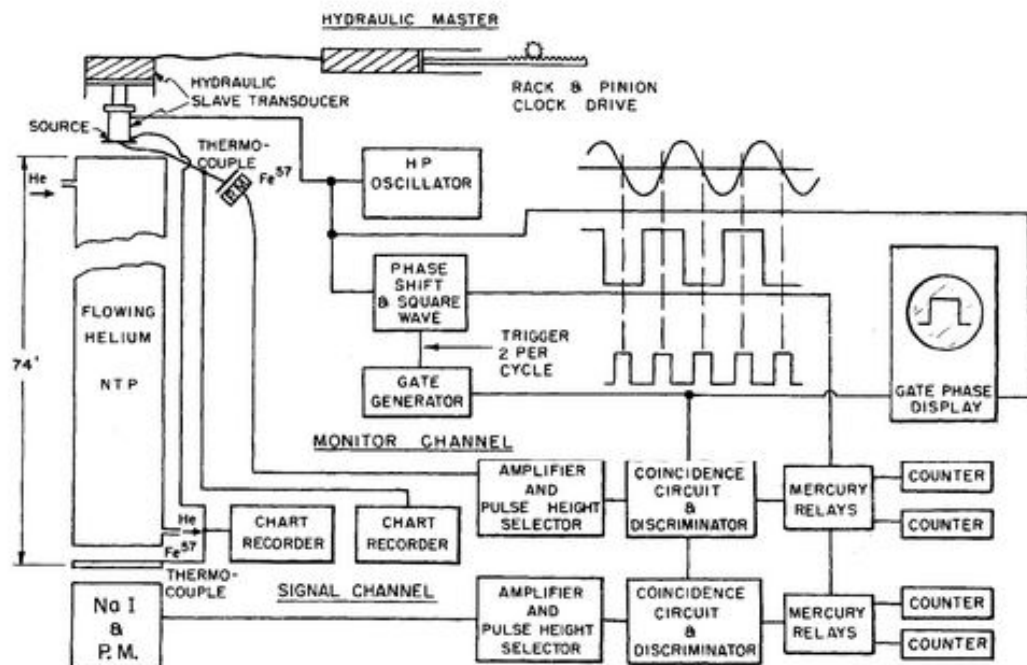 HYDRAULIC MASTER
HYDRAULIC
SLAVE TRANSDUCER
RACK & PINION
CLOCK DRIVE
SOURCE
THERMO-
COUPLE
Fe57
P.M.
He
HP
OSCILLATOR
PHASE
SHIFT
& SQUARE
WAVE
FLOWING
HELIUM
NTP
74'
TRIGGER
2 PER
CYCLE
GATE
GENERATOR
GATE PHASE
DISPLAY
MONITOR CHANNEL
AMPLIFIER
AND
PULSE HEIGHT
SELECTOR
COINCIDENCE
CIRCUIT
&
DISCRIMINATOR
MERCURY
RELAYS
COUNTER
COUNTER
He
Fe57
CHART
RECORDER
CHART
RECORDER
THERMO-
COUPLE
SIGNAL CHANNEL
Na I
&
P.M.
AMPLIFIER
AND
PULSE HEIGHT
SELECTOR
COINCIDENCE
CIRCUIT
&
DISCRIMINATOR
MERCURY
RELAYS
COUNTER
COUNTER